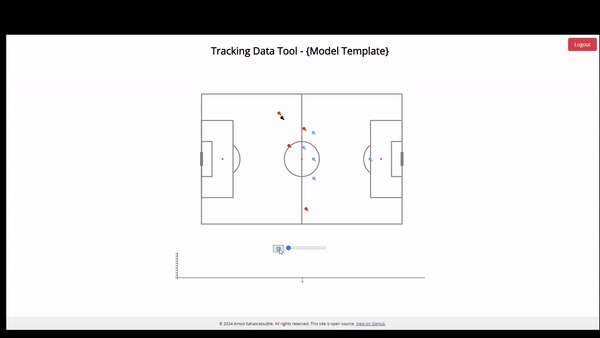 Logout
Tracking Data Tool - {Model Template}
© 2024 Amod Sahasrabudhe. All rights reserved. This site is open source. View on GitHub.